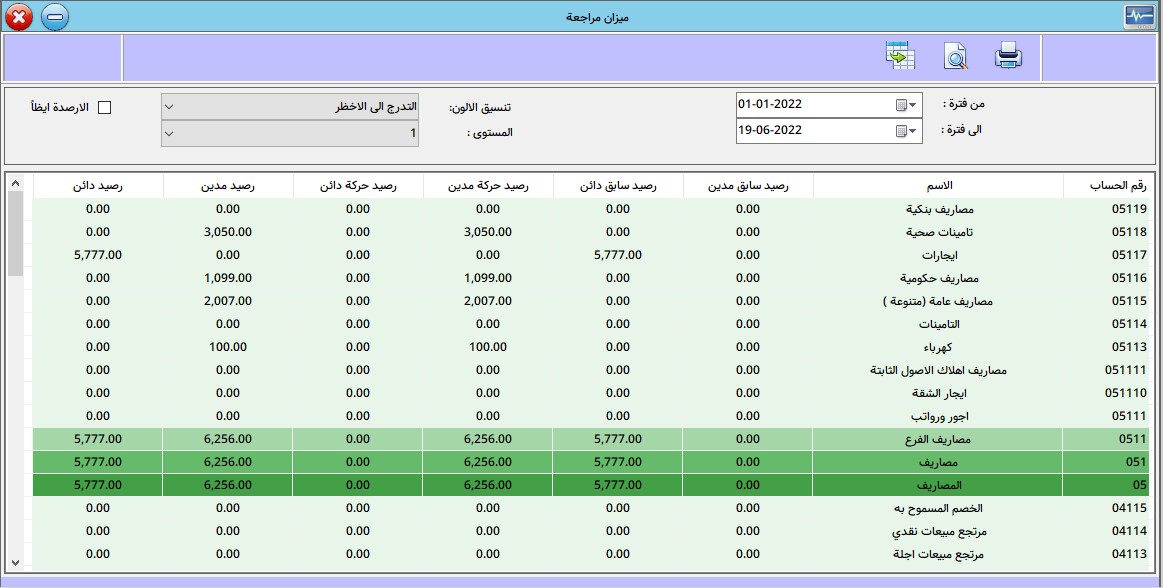 ميزان مراجعة
من فترة : 01-01-2022 تنسيق الالون: التدرج الى الاخظر الارصدة ايظاً
الى فترة : 19-06-2022 المستوى : 1
رقم الحساب الاسم رصيد سابق مدين رصيد سابق دائن رصيد حركة مدين رصيد حركة دائن رصيد مدين رصيد دائن
05119 مصاريف بنكية 0.00 0.00 0.00 0.00 0.00 0.00
05118 تامينات صحية 0.00 0.00 3,050.00 0.00 3,050.00 0.00
05117 ايجارات 0.00 5,777.00 0.00 0.00 0.00 5,777.00
05116 مصاريف حكومية 0.00 0.00 1,099.00 0.00 1,099.00 0.00
05115 مصاريف عامة (متنوعة ) 0.00 0.00 2,007.00 0.00 2,007.00 0.00
05114 التامينات 0.00 0.00 0.00 0.00 0.00 0.00
05113 كهرباء 0.00 0.00 100.00 0.00 100.00 0.00
051111 مصاريف اهلاك الاصول الثابتة 0.00 0.00 0.00 0.00 0.00 0.00
051110 ايجار الشقة 0.00 0.00 0.00 0.00 0.00 0.00
05111 اجور ورواتب 0.00 0.00 0.00 0.00 0.00 0.00
0511 مصاريف الفرع 0.00 5,777.00 6,256.00 0.00 6,256.00 5,777.00
051 مصاريف 0.00 5,777.00 6,256.00 0.00 6,256.00 5,777.00
05 المصاريف 0.00 5,777.00 6,256.00 0.00 6,256.00 5,777.00
04115 الخصم المسموح به 0.00 0.00 0.00 0.00 0.00 0.00
04114 مرتجع مبيعات نقدي 0.00 0.00 0.00 0.00 0.00 0.00
04113 مرتجع مبيعات اجلة 0.00 0.00 0.00 0.00 0.00 0.00